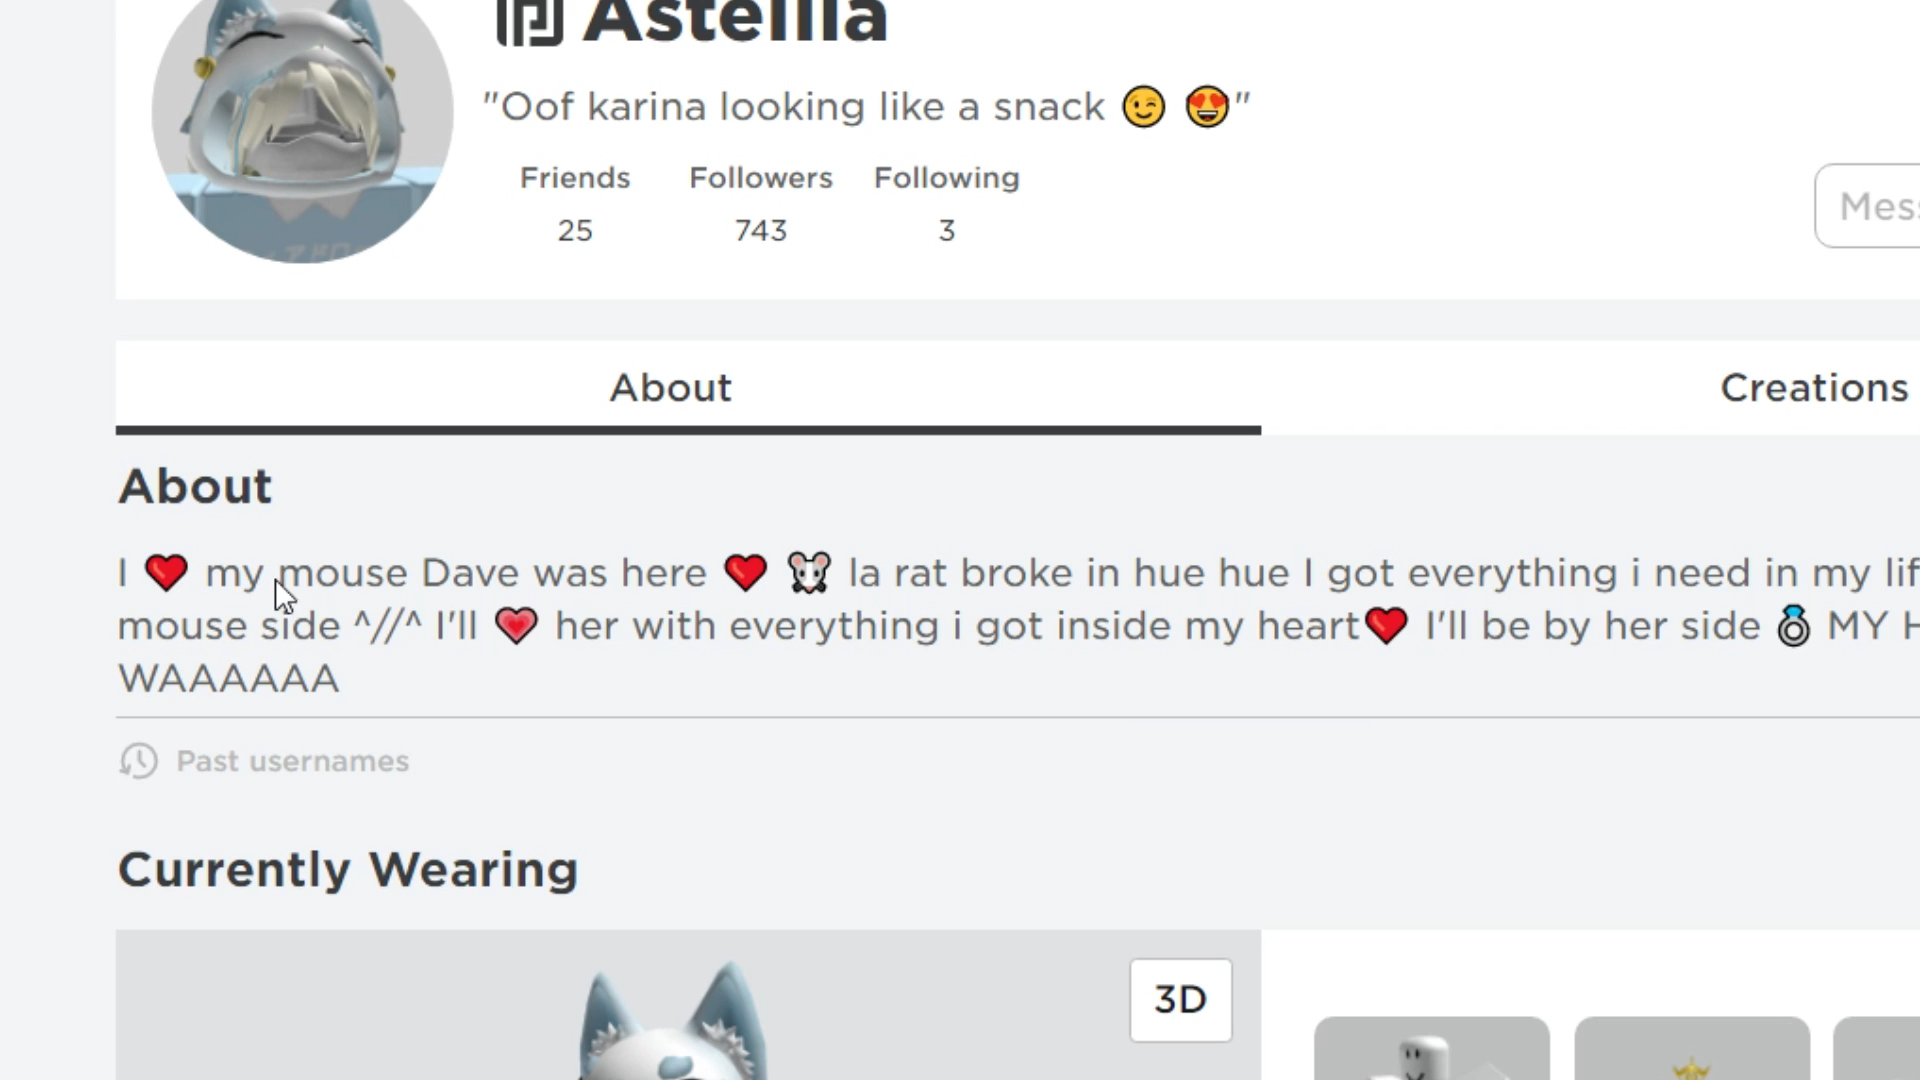 Astellia
"Oof karina looking like a snack 😉 😍"
Friends Followers Following
25 743 3
Mess
About Creations
About
I ❤️ my mouse Dave was here ❤️ 🐭 la rat broke in hue hue I got everything i need in my lif
mouse side ^//^ I'll 💗 her with everything i got inside my heart❤️ I'll be by her side 💍 MY H
WAAAAAA
Past usernames
Currently Wearing
3D